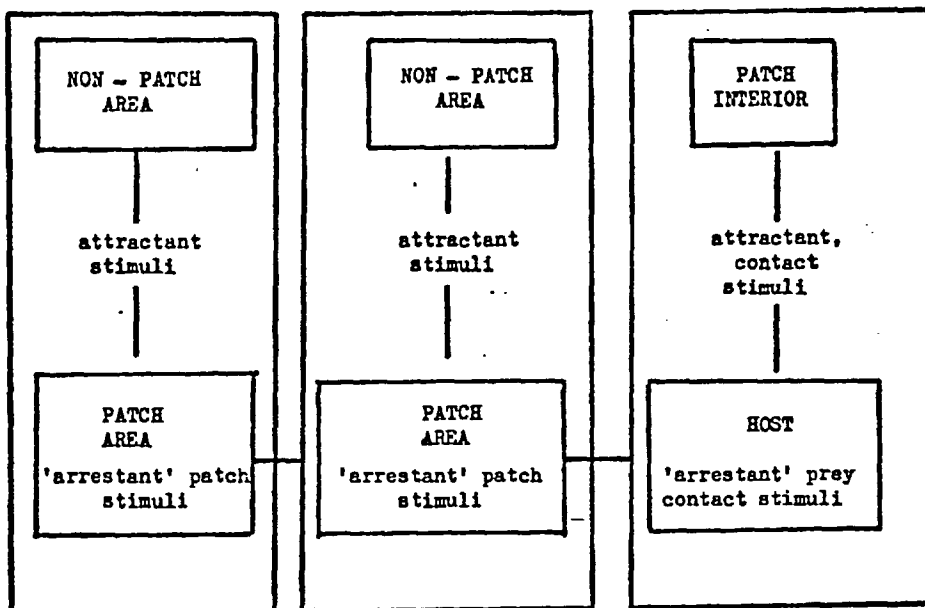 NON - PATCH
AREA
attractant
stimuli
PATCH
AREA
'arrestant' patch
stimuli
NON - PATCH
AREA
attractant
stimuli
PATCH
AREA
'arrestant' patch
stimuli
PATCH
INTERIOR
attractant,
contact
stimuli
HOST
'arrestant' prey
contact stimuli